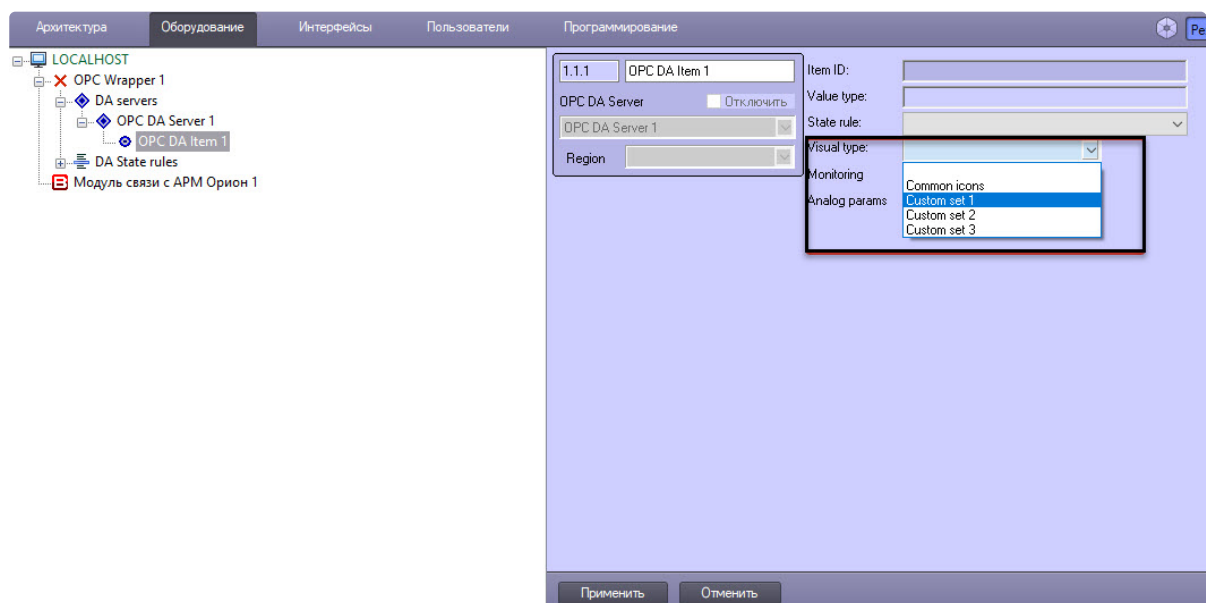 Архитектура Оборудование Интерфейсы Пользователи Программирование Ре
LOCALHOST
OPC Wrapper 1
DA servers
OPC DA Server 1
OPC DA Item 1
DA State rules
Модуль связи с АРМ Орион 1
1.1.1 OPC DA Item 1
OPC DA Server Отключить
OPC DA Server 1
Region
Item ID:
Value type:
State rule:
Visual type:
Monitoring
Analog params
Common icons
Custom set 1
Custom set 2
Custom set 3
Применить Отменить